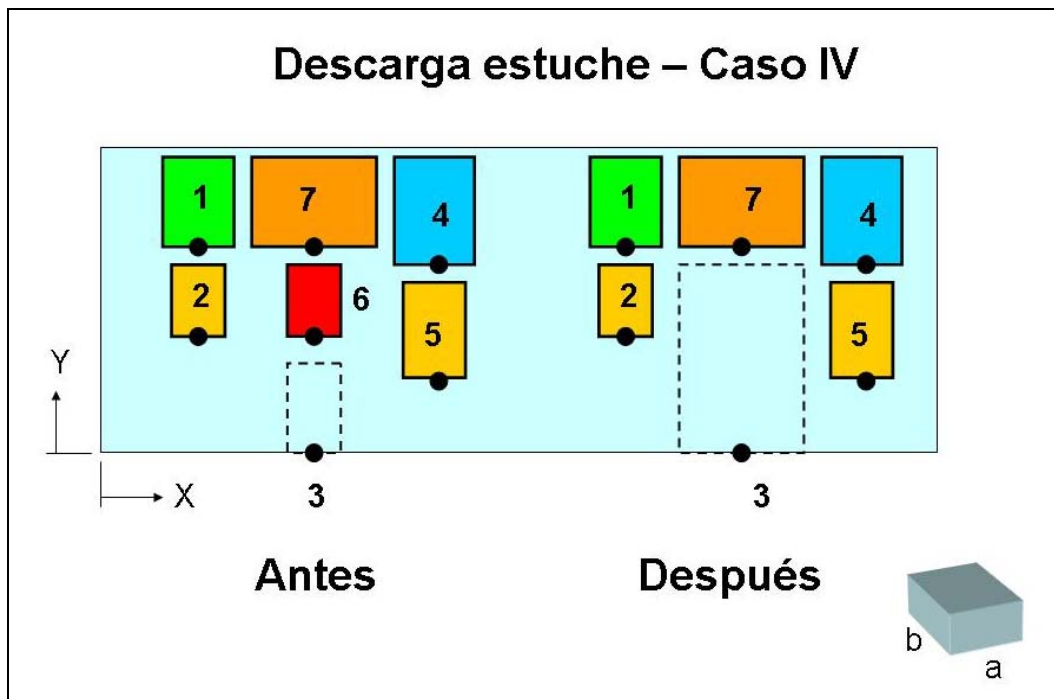 Descarga estuche – Caso IV
1 7 4 1 7 4
2 6 5 2 5
Y
X
3 3
Antes Después
b
a